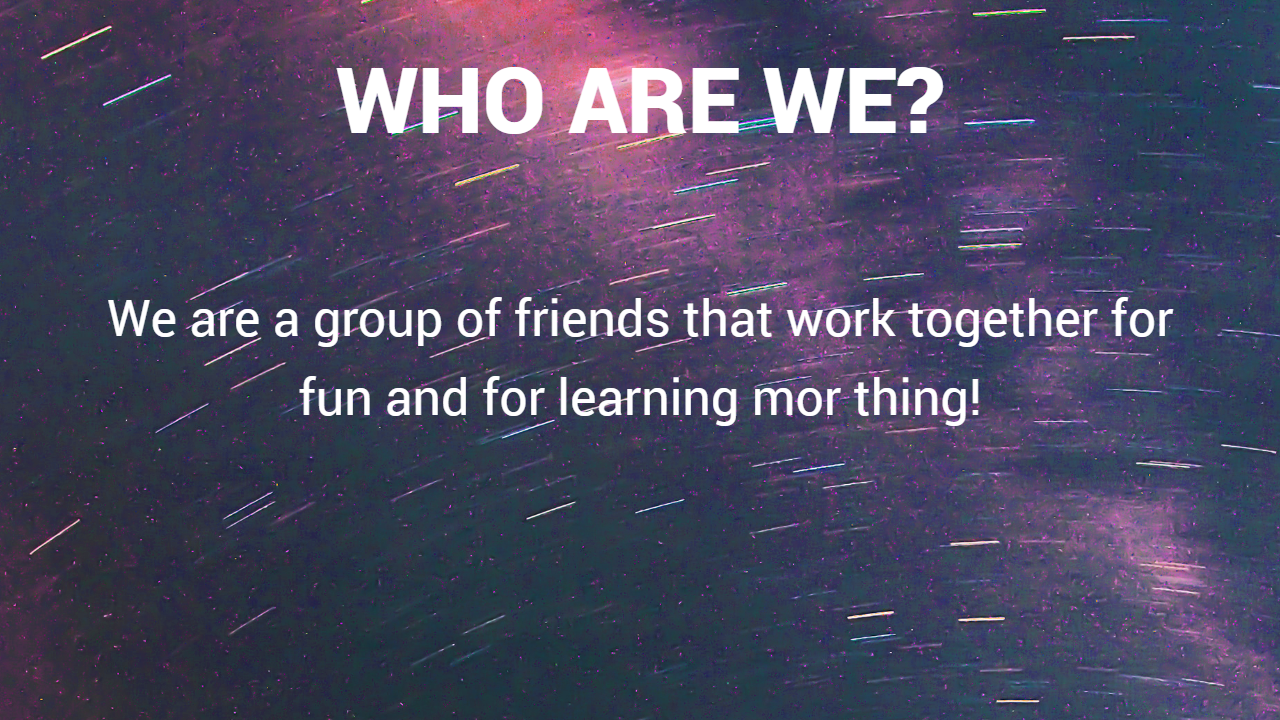 WHO ARE WE?
We are a group of friends that work together for
fun and for learning mor thing!